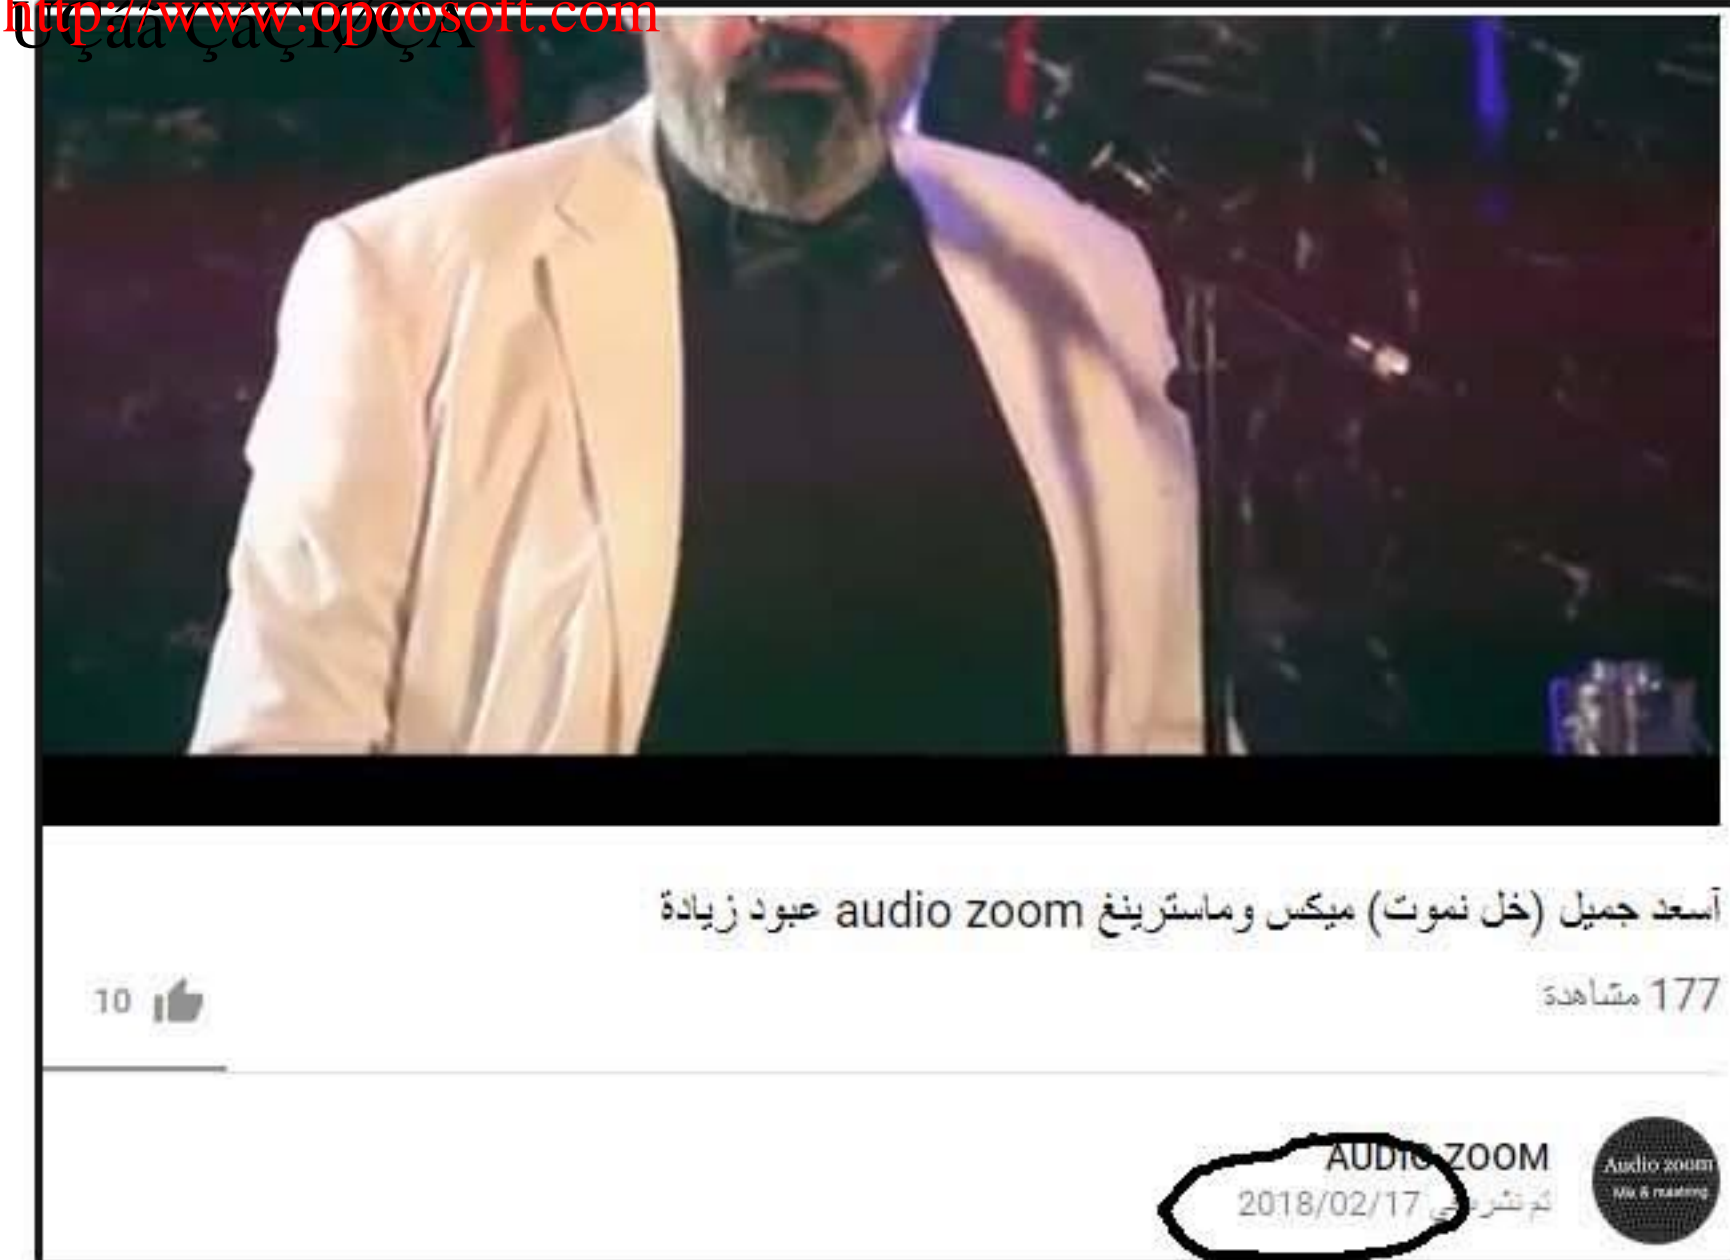 http://www.opoosoft.com
آسعد جميل (خل نموت) ميكس وماسترينغ audio zoom عبود زيادة
177 مشاهدة
10
AUDIO ZOOM
تم نشره في 2018/02/17
Audio zoom
Mix & mastring